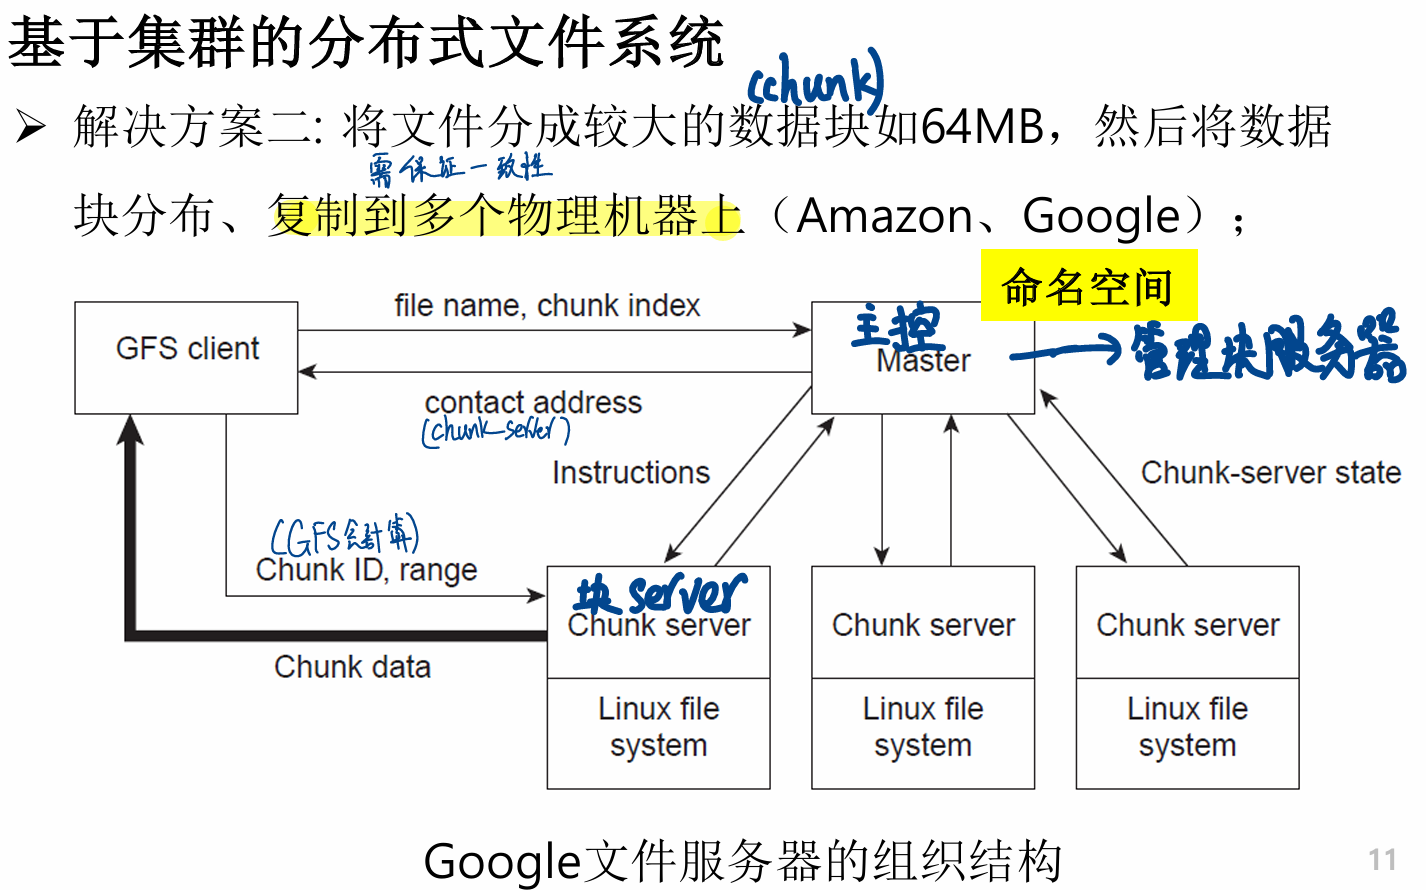 基于集群的分布式文件系统
(chunk)
➢ 解决方案二: 将文件分成较大的数据块如64MB，然后将数据
需保证一致性
块分布、复制到多个物理机器上（Amazon、Google）;
命名空间
file name, chunk index
主控
GFS client
Master
管理块服务器
contact address
(chunk-server)
Instructions
Chunk-server state
(GFS会计算)
Chunk ID, range
块 server
Chunk server
Chunk server
Chunk server
Chunk data
Linux file
system
Linux file
system
Linux file
system
Google文件服务器的组织结构
11